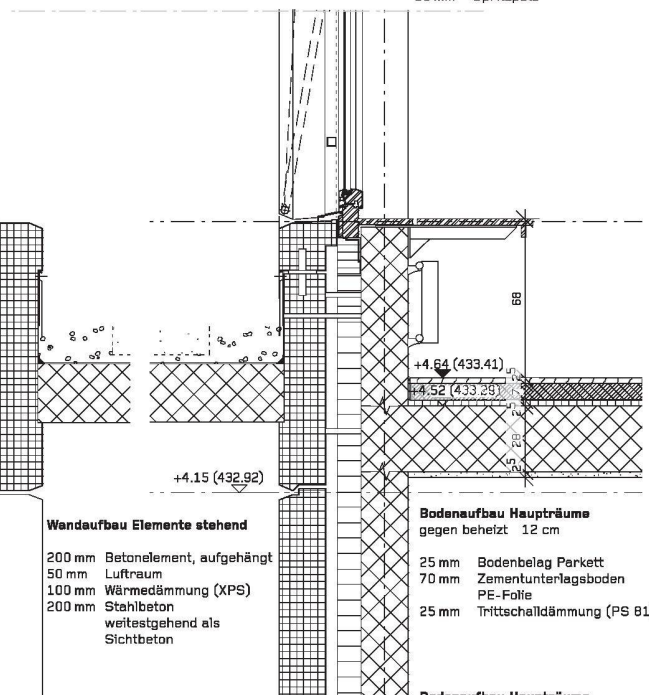 68
+4.64 (433.41)
+4.52 (433.29)
28
+4.15 (432.92)
Wandaufbau Elemente stehend
200 mm Betonelement, aufgehängt
50 mm Luftraum
100 mm Wärmedämmung (XPS)
200 mm Stahlbeton
weitestgehend als
Sichtbeton
Bodenaufbau Haupträume
gegen beheizt 12 cm
25 mm Bodenbelag Parkett
70 mm Zementunterlagsboden
PE-Folie
25 mm Trittschalldämmung (PS 81